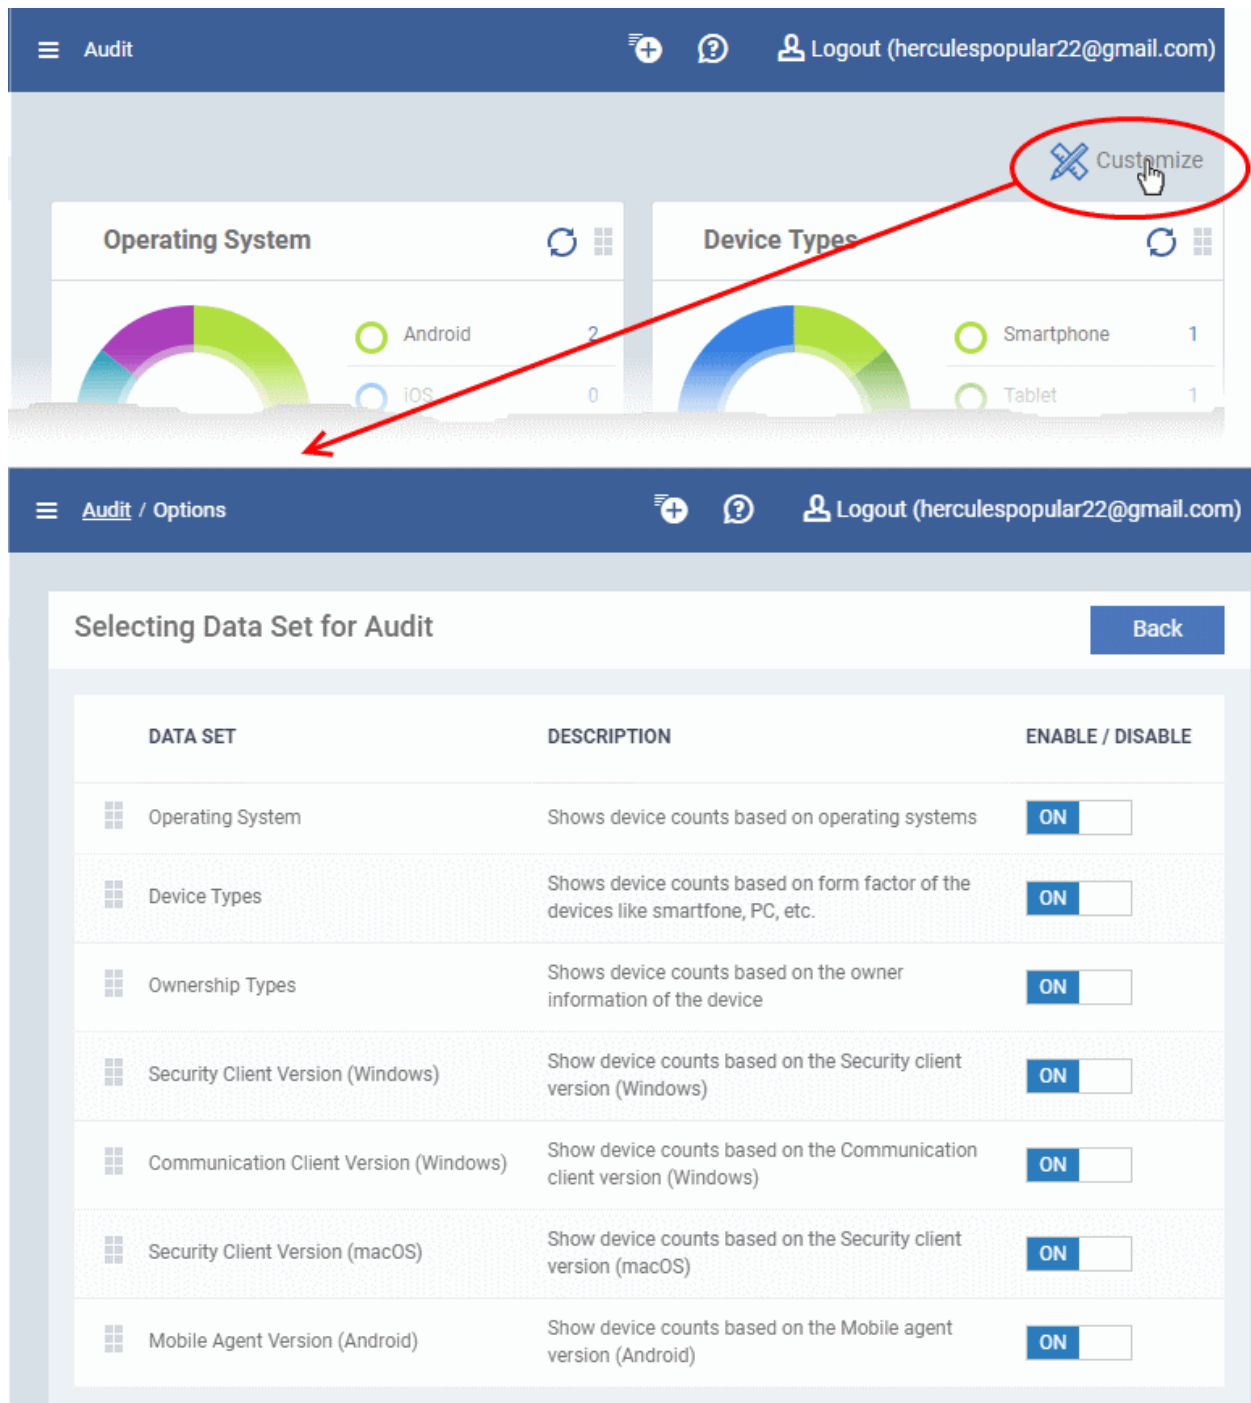 Audit
Logout (herculespopular22@gmail.com)
Customize
Operating System
Device Types
Android 2
Smartphone 1
iOS 0
Tablet 1
Audit / Options
Logout (herculespopular22@gmail.com)
Selecting Data Set for Audit
Back
DATA SET DESCRIPTION ENABLE / DISABLE
Operating System Shows device counts based on operating systems ON
Device Types Shows device counts based on form factor of the
devices like smartfone, PC, etc. ON
Ownership Types Shows device counts based on the owner
information of the device ON
Security Client Version (Windows) Show device counts based on the Security client
version (Windows) ON
Communication Client Version (Windows) Show device counts based on the Communication
client version (Windows) ON
Security Client Version (macOS) Show device counts based on the Security client
version (macOS) ON
Mobile Agent Version (Android) Show device counts based on the Mobile agent
version (Android) ON